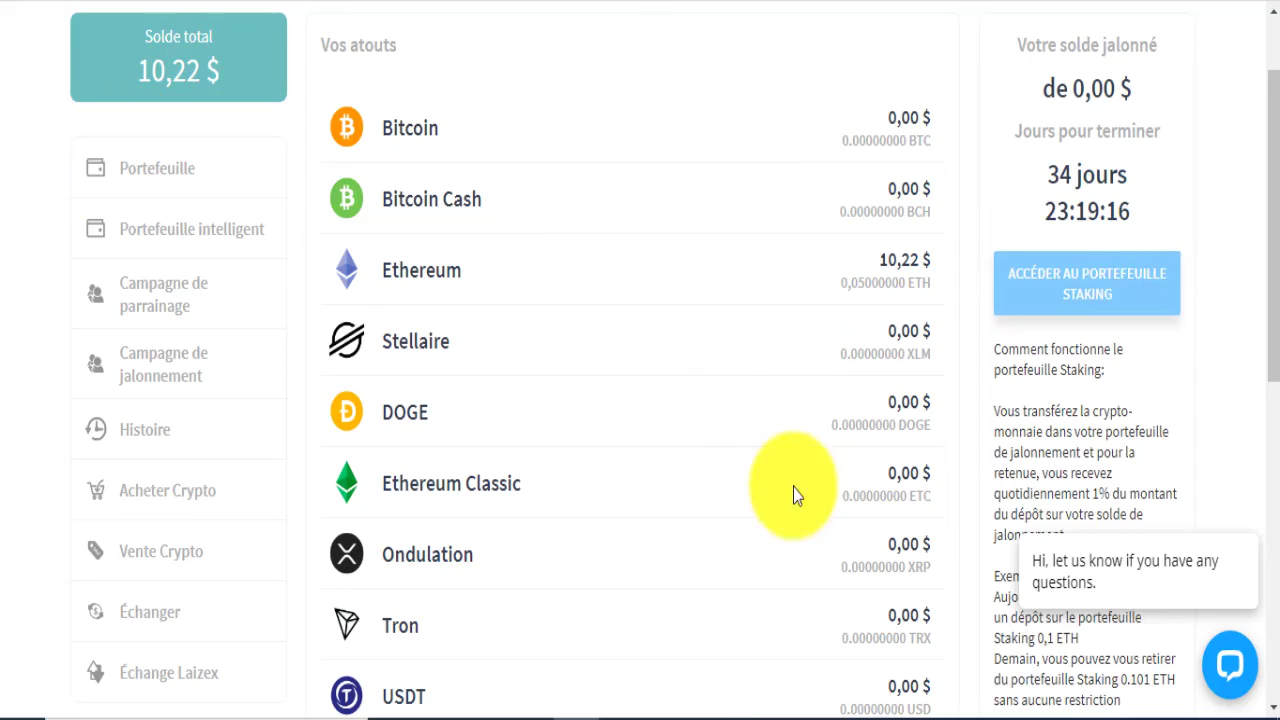 Solde total
10,22 $
Portefeuille
Portefeuille intelligent
Campagne de
parrainage
Campagne de
jalonnement
Histoire
Acheter Crypto
Vente Crypto
Échanger
Échange Laizex
Vos atouts
Bitcoin
0,00 $
0.00000000 BTC
Bitcoin Cash
0,00 $
0.00000000 BCH
Ethereum
10,22 $
0,05000000 ETH
Stellaire
0,00 $
0.00000000 XLM
DOGE
0,00 $
0.00000000 DOGE
Ethereum Classic
0,00 $
0.00000000 ETC
Ondulation
0,00 $
0.00000000 XRP
Tron
0,00 $
0.00000000 TRX
USDT
0,00 $
0.00000000 USD
Votre solde jalonné
de 0,00 $
Jours pour terminer
34 jours
23:19:16
ACCÉDER AU PORTEFEUILLE
STAKING
Comment fonctionne le
portefeuille Staking:
Vous transférez la crypto-
monnaie dans votre portefeuille
de jalonnement et pour la
retenue, vous recevez
quotidiennement 1% du montant
du dépôt sur votre solde de
un dépôt sur le portefeuille
Staking 0,1 ETH
Demain, vous pouvez vous retirer
du portefeuille Staking 0.101 ETH
sans aucune restriction
Hi, let us know if you have any
questions.